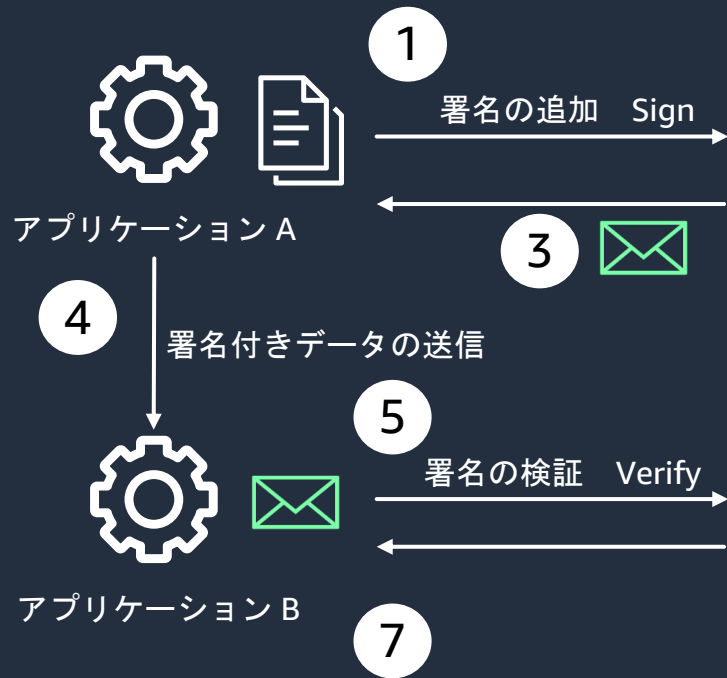 1
署名の追加　Sign
アプリケーション A
3
4
署名付きデータの送信
5
署名の検証　Verify
アプリケーション B
7